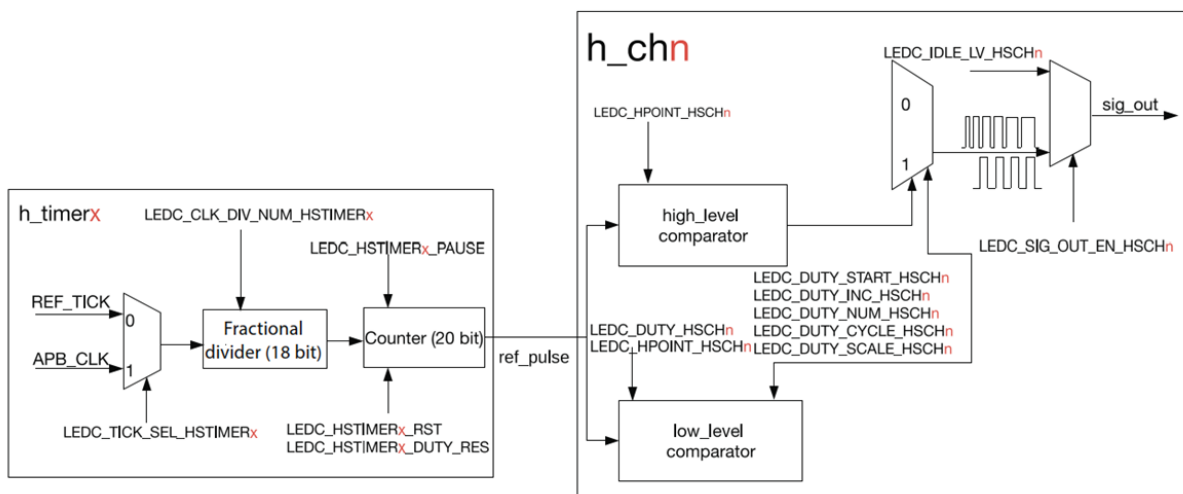 h_chn
LEDC_IDLE_LV_HSCHn
0
1
sig_out
LEDC_HPOINT_HSCHn
high_level
comparator
LEDC_SIG_OUT_EN_HSCHn
h_timerx
LEDC_CLK_DIV_NUM_HSTIMERx
LEDC_HSTIMERx_PAUSE
REF_TICK
0
APB_CLK
1
Fractional
divider (18 bit)
Counter (20 bit)
ref_pulse
LEDC_TICK_SEL_HSTIMERx
LEDC_HSTIMERx_RST
LEDC_HSTIMERx_DUTY_RES
LEDC_DUTY_START_HSCHn
LEDC_DUTY_INC_HSCHn
LEDC_DUTY_NUM_HSCHn
LEDC_DUTY_CYCLE_HSCHn
LEDC_DUTY_SCALE_HSCHn
LEDC_DUTY_HSCHn
LEDC_HPOINT_HSCHn
low_level
comparator